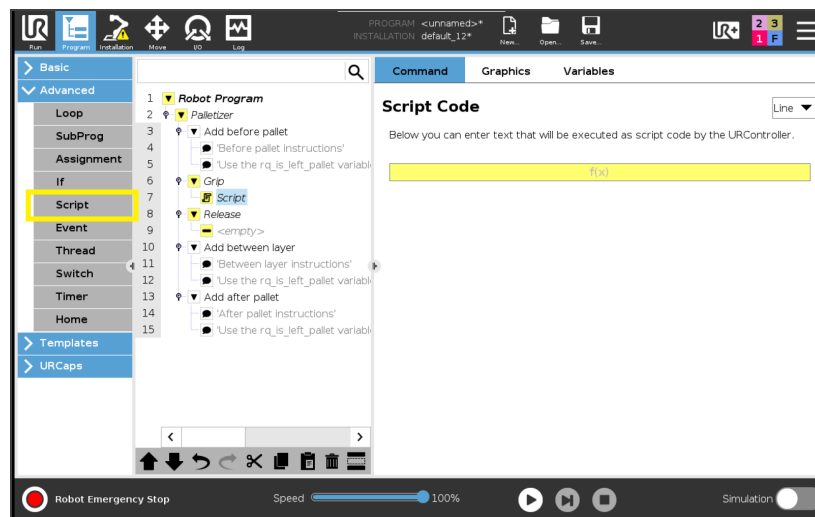 UR
Run
Program
Installation
Move
I/O
Log
PROGRAM <unnamed>*
INSTALLATION default_12*
New...
Open...
Save...
UR+
2 3
1 F
Basic
Advanced
Loop
SubProg
Assignment
If
Script
Event
Thread
Switch
Timer
Home
Templates
URCaps
1 Robot Program
2 Palletizer
3 Add before pallet
4 'Before pallet instructions'
5 'Use the rq_is_left_pallet variabl
6 Grip
7 Script
8 Release
9 <empty>
10 Add between layer
11 'Between layer instructions'
12 'Use the rq_is_left_pallet variabl
13 Add after pallet
14 'After pallet instructions'
15 'Use the rq_is_left_pallet variabl
Command Graphics Variables
Script Code
Line
Below you can enter text that will be executed as script code by the URController.
f(x)
Robot Emergency Stop
Speed 100%
Simulation